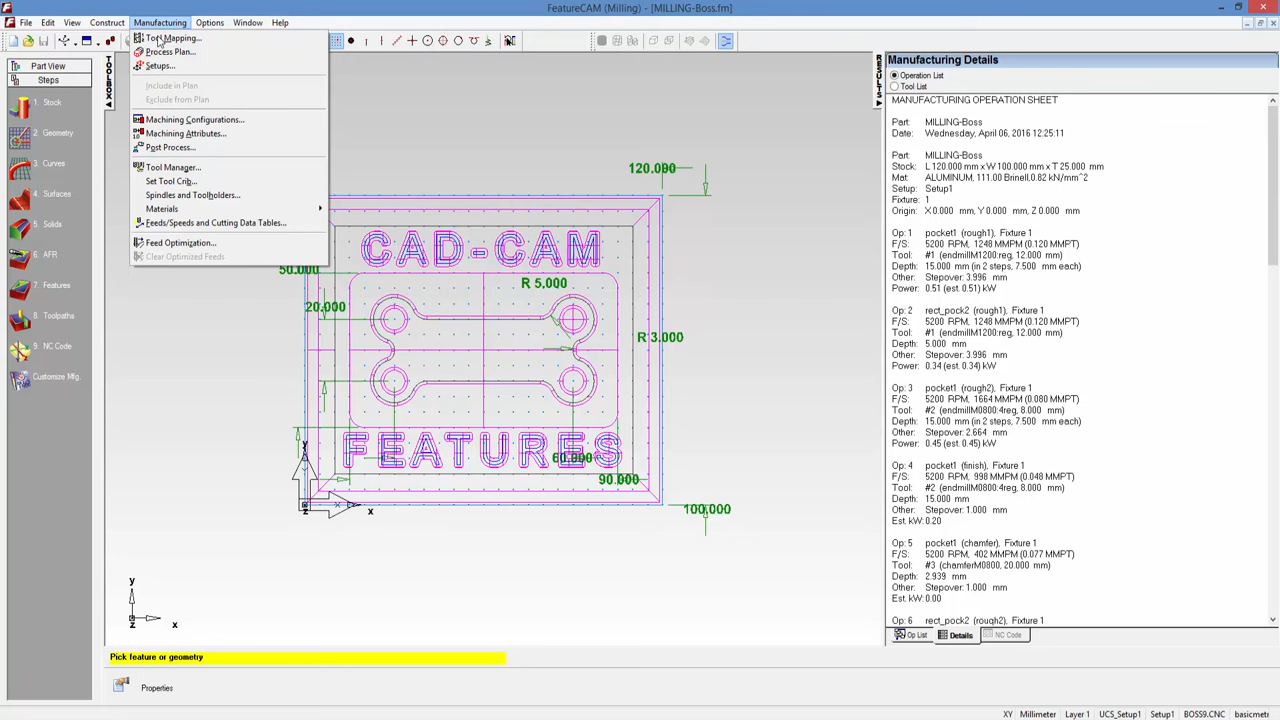 FeatureCAM (Milling) - [MILLING-Boss.fm]
File Edit View Construct Manufacturing Options Window Help
Tool Mapping...
Process Plan...
Setups...
Include in Plan
Exclude from Plan
Machining Configurations...
Machining Attributes...
Post Process...
Tool Manager...
Set Tool Crib...
Spindles and Toolholders...
Materials
Feeds/Speeds and Cutting Data Tables...
Feed Optimization...
Clear Optimized Feeds
Part View
Steps
1. Stock
2. Geometry
3. Curves
4. Surfaces
5. Solids
6. AFR
7. Features
8. Toolpaths
9. NC Code
Customize Mfg.
TOOLBOX
120.000
CAD-CAM
50.000
R 5.000
20.000
R 3.000
FEATURES
60.000
90.000
100.000
y
z
x
y
z
x
RESULTS
Manufacturing Details
Operation List
Tool List
MANUFACTURING OPERATION SHEET
Part: MILLING-Boss
Date: Wednesday, April 06, 2016 12:25:11
Part: MILLING-Boss
Stock: L 120.000 mm x W 100.000 mm x T 25.000 mm
Mat: ALUMINUM, 111.00 Brinell,0.82 kN/mm^2
Setup: Setup1
Fixture: 1
Origin: X 0.000 mm, Y 0.000 mm, Z 0.000 mm
Op: 1 pocket1 (rough1), Fixture 1
F/S: 5200 RPM, 1248 MMPM (0.120 MMPT)
Tool: #1 (endmillM1200:reg, 12.000 mm)
Depth: 15.000 mm (in 2 steps, 7.500 mm each)
Other: Stepover: 3.996 mm
Power: 0.51 (est. 0.51) kW
Op: 2 rect_pock2 (rough1), Fixture 1
F/S: 5200 RPM, 1248 MMPM (0.120 MMPT)
Tool: #1 (endmillM1200:reg, 12.000 mm)
Depth: 5.000 mm
Other: Stepover: 3.996 mm
Power: 0.34 (est. 0.34) kW
Op: 3 pocket1 (rough2), Fixture 1
F/S: 5200 RPM, 1664 MMPM (0.080 MMPT)
Tool: #2 (endmillM0800:4reg, 8.000 mm)
Depth: 15.000 mm (in 2 steps, 7.500 mm each)
Other: Stepover: 2.664 mm
Power: 0.45 (est. 0.45) kW
Op: 4 pocket1 (finish), Fixture 1
F/S: 5200 RPM, 998 MMPM (0.048 MMPT)
Tool: #2 (endmillM0800:4reg, 8.000 mm)
Depth: 15.000 mm
Other: Stepover: 1.000 mm
Est. kW: 0.20
Op: 5 pocket1 (chamfer), Fixture 1
F/S: 5200 RPM, 402 MMPM (0.077 MMPT)
Tool: #3 (chamferM0800, 20.000 mm)
Depth: 2.939 mm
Other: Stepover: 1.000 mm
Est. kW: 0.00
Op: 6 rect_pock2 (rough2), Fixture 1
Op List Details NC Code
Pick feature or geometry
Properties
XY Millimeter Layer 1 UCS_Setup1 Setup1 BOSS9.CNC basicmetri